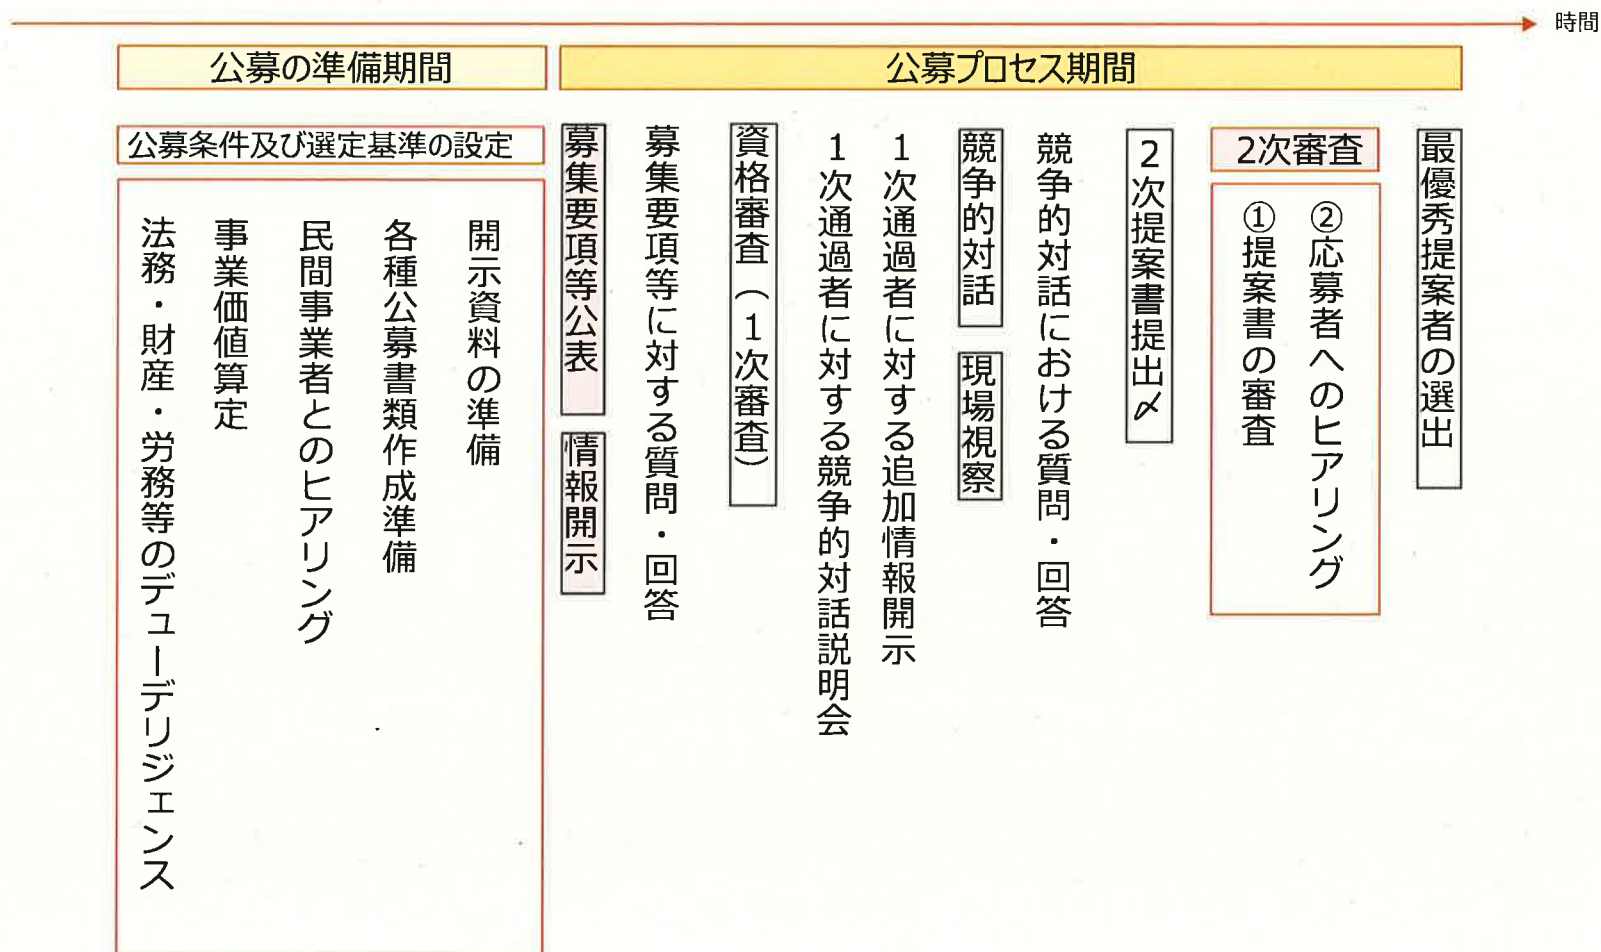 時間
公募の準備期間
公募プロセス期間
公募条件及び選定基準の設定
法務・財産・労務等のデューデリジェンス
事業価値算定
民間事業者とのヒアリング
各種公募書類作成準備
開示資料の準備
募集要項等公表
情報開示
募集要項等に対する質問・回答
資格審査（1次審査）
1次通過者に対する競争的対話説明会
1次通過者に対する追加情報開示
競争的対話
現場視察
競争的対話における質問・回答
2次提案書提出〆
2次審査
①提案書の審査
②応募者へのヒアリング
最優秀提案者の選出